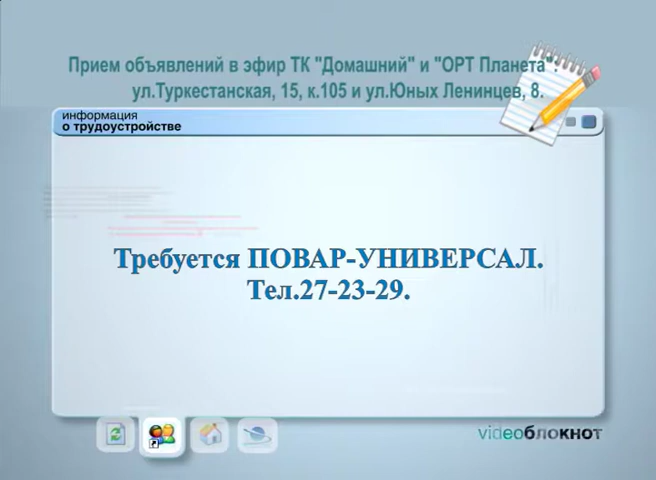 Прием объявлений в эфир ТК "Домашний" и "ОРТ Планета":
ул.Туркестанская, 15, к.105 и ул.Юных Ленинцев, 8.
информация
о трудоустройстве
Требуется ПОВАР-УНИВЕРСАЛ.
Тел.27-23-29.
videoблокнот